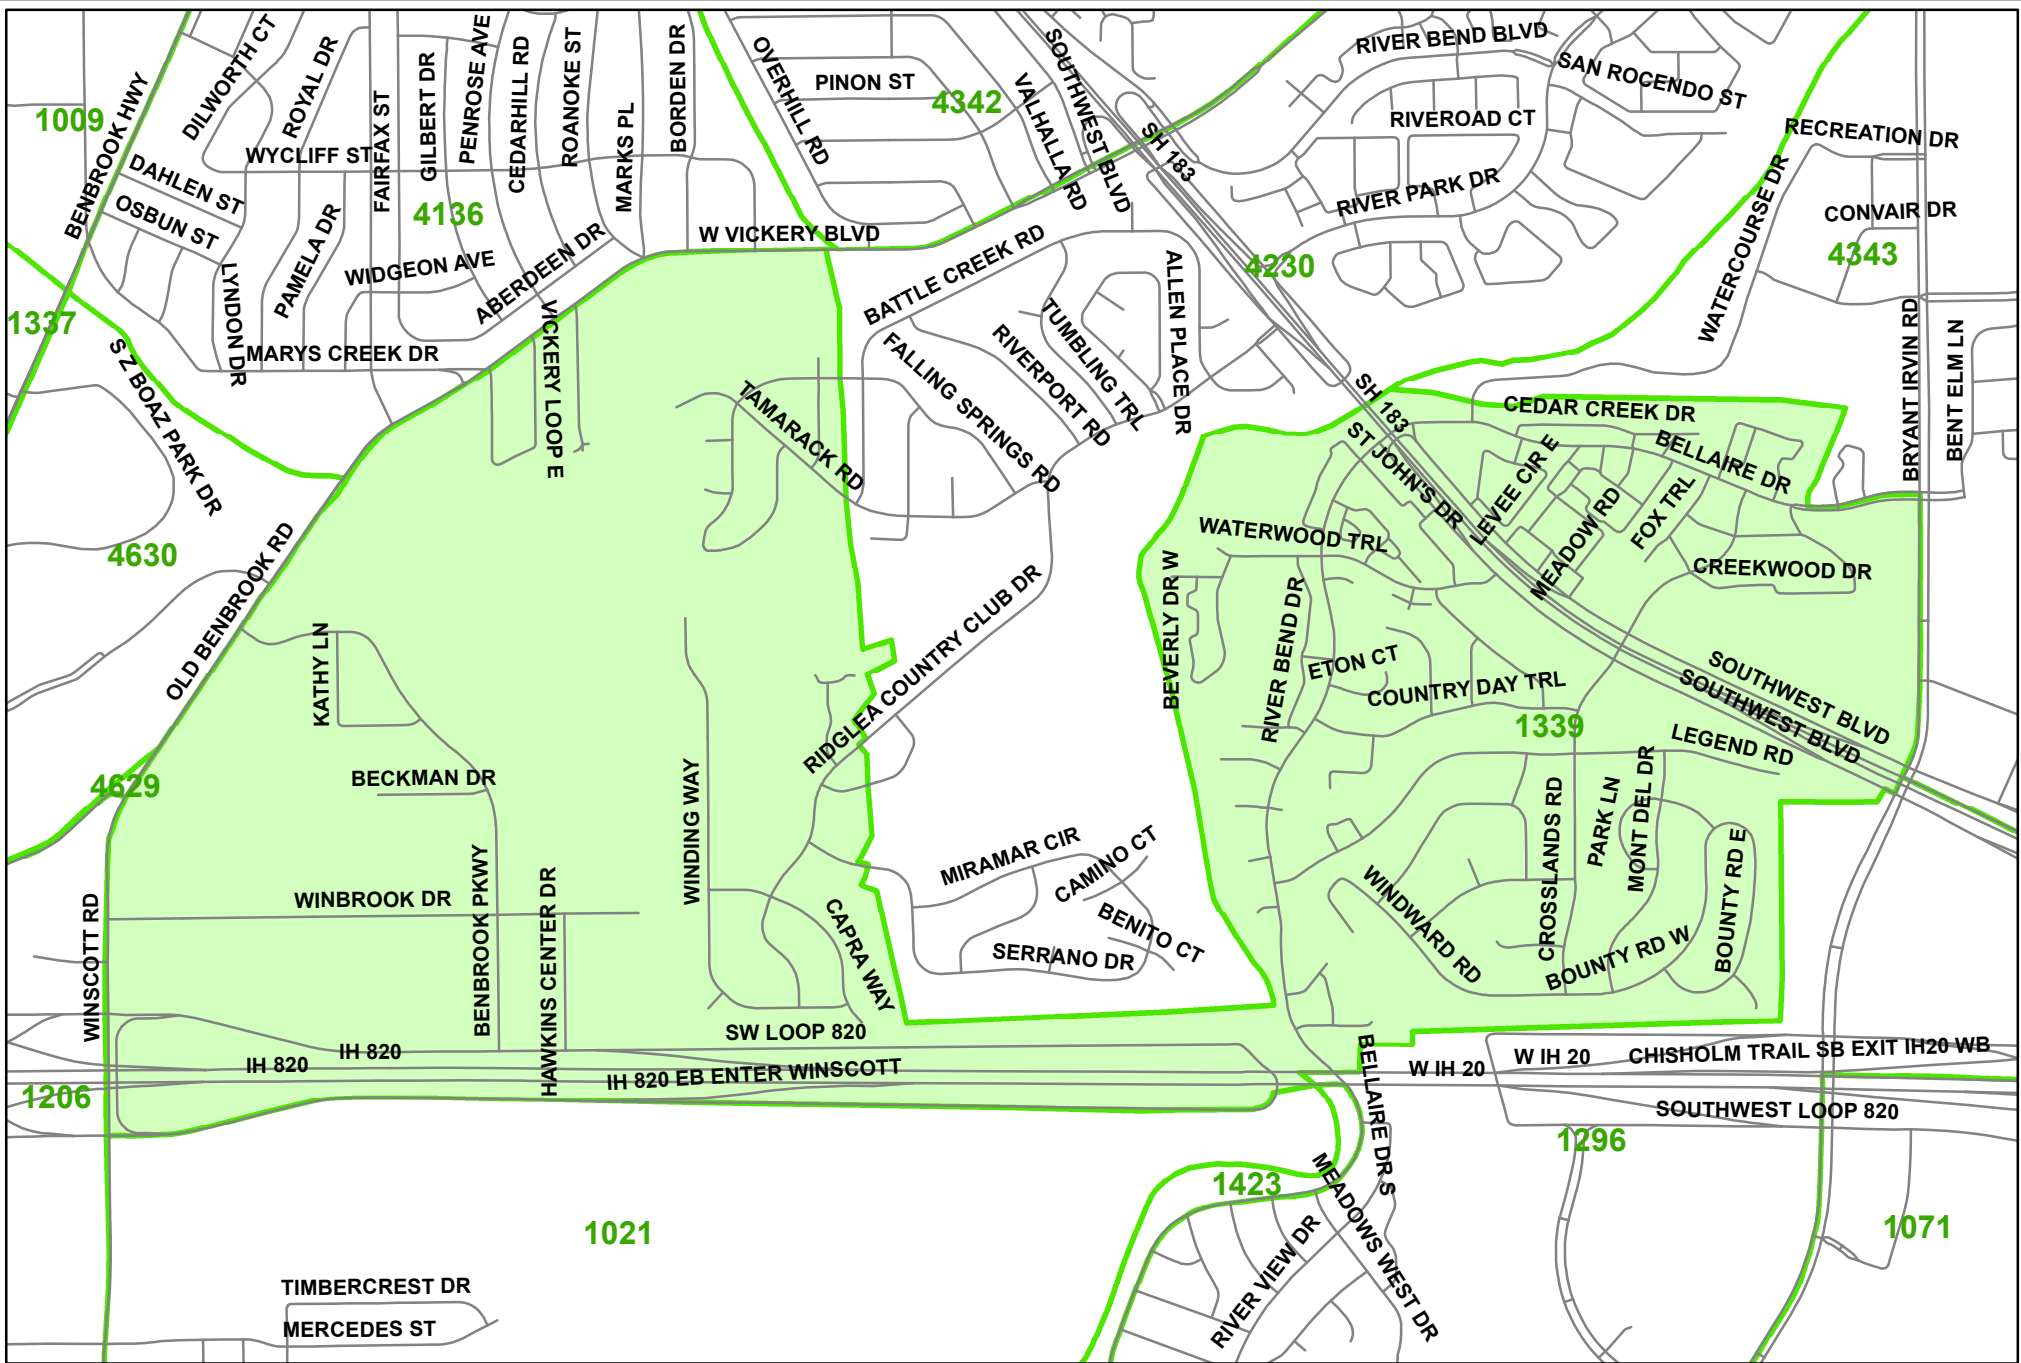 DILWORTH CT
ROYAL DR
FAIRFAX ST
GILBERT DR
PENROSE AVE
CEDARHILL RD
ROANOKE ST
MARKS PL
BORDEN DR
OVERHILL RD
PINON ST
4342
VALHALLA RD
SOUTHWEST BLVD
SH 183
RIVER BEND BLVD
SAN ROCENDO ST
RIVEROAD CT
RECREATION DR
1009
BENBROOK HWY
WYCLIFF ST
DAHLEN ST
OSBUN ST
4136
RIVER PARK DR
WATERCOURSE DR
CONVAIR DR
4343
LYNDON DR
PAMELA DR
WIDGEON AVE
ABERDEEN DR
W VICKERY BLVD
BATTLE CREEK RD
ALLEN PLACE DR
4230
1337
S Z BOAZ PARK DR
MARYS CREEK DR
VICKERY LOOP E
TAMARACK RD
FALLING SPRINGS RD
RIVERPORT RD
TUMBLING TRL
SH 183
CEDAR CREEK DR
BRYANT IRVIN RD
BENT ELM LN
ST JOHN'S DR
LEVEE CIR E
BELLAIRE DR
MEADOW RD
FOX TRL
WATERWOOD TRL
CREEKWOOD DR
4630
OLD BENBROOK RD
KATHY LN
RIDGLEA COUNTRY CLUB DR
BEVERLY DR W
RIVER BEND DR
ETON CT
COUNTRY DAY TRL
1339
SOUTHWEST BLVD
SOUTHWEST BLVD
LEGEND RD
4629
BECKMAN DR
WINDING WAY
CROSSLANDS RD
PARK LN
MONT DEL DR
BOUNTY RD E
WINBROOK DR
BENBROOK PKWY
HAWKINS CENTER DR
CAPRA WAY
MIRAMAR CIR
CAMINO CT
BENITO CT
SERRANO DR
WINDWARD RD
BOUNTY RD W
WINSCOTT RD
SW LOOP 820
IH 820
IH 820
IH 820 EB ENTER WINSCOTT
BELLAIRE DR S
W IH 20
W IH 20
CHISHOLM TRAIL SB EXIT IH20 WB
1206
SOUTHWEST LOOP 820
1296
1423
1021
MEADOWS WEST DR
RIVER VIEW DR
1071
TIMBERCREST DR
MERCEDES ST